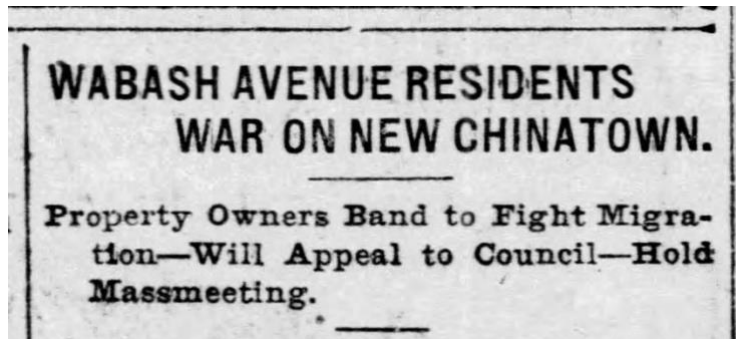 WABASH AVENUE RESIDENTS
WAR ON NEW CHINATOWN.
Property Owners Band to Fight Migra-
tion—Will Appeal to Council—Hold
Massmeeting.